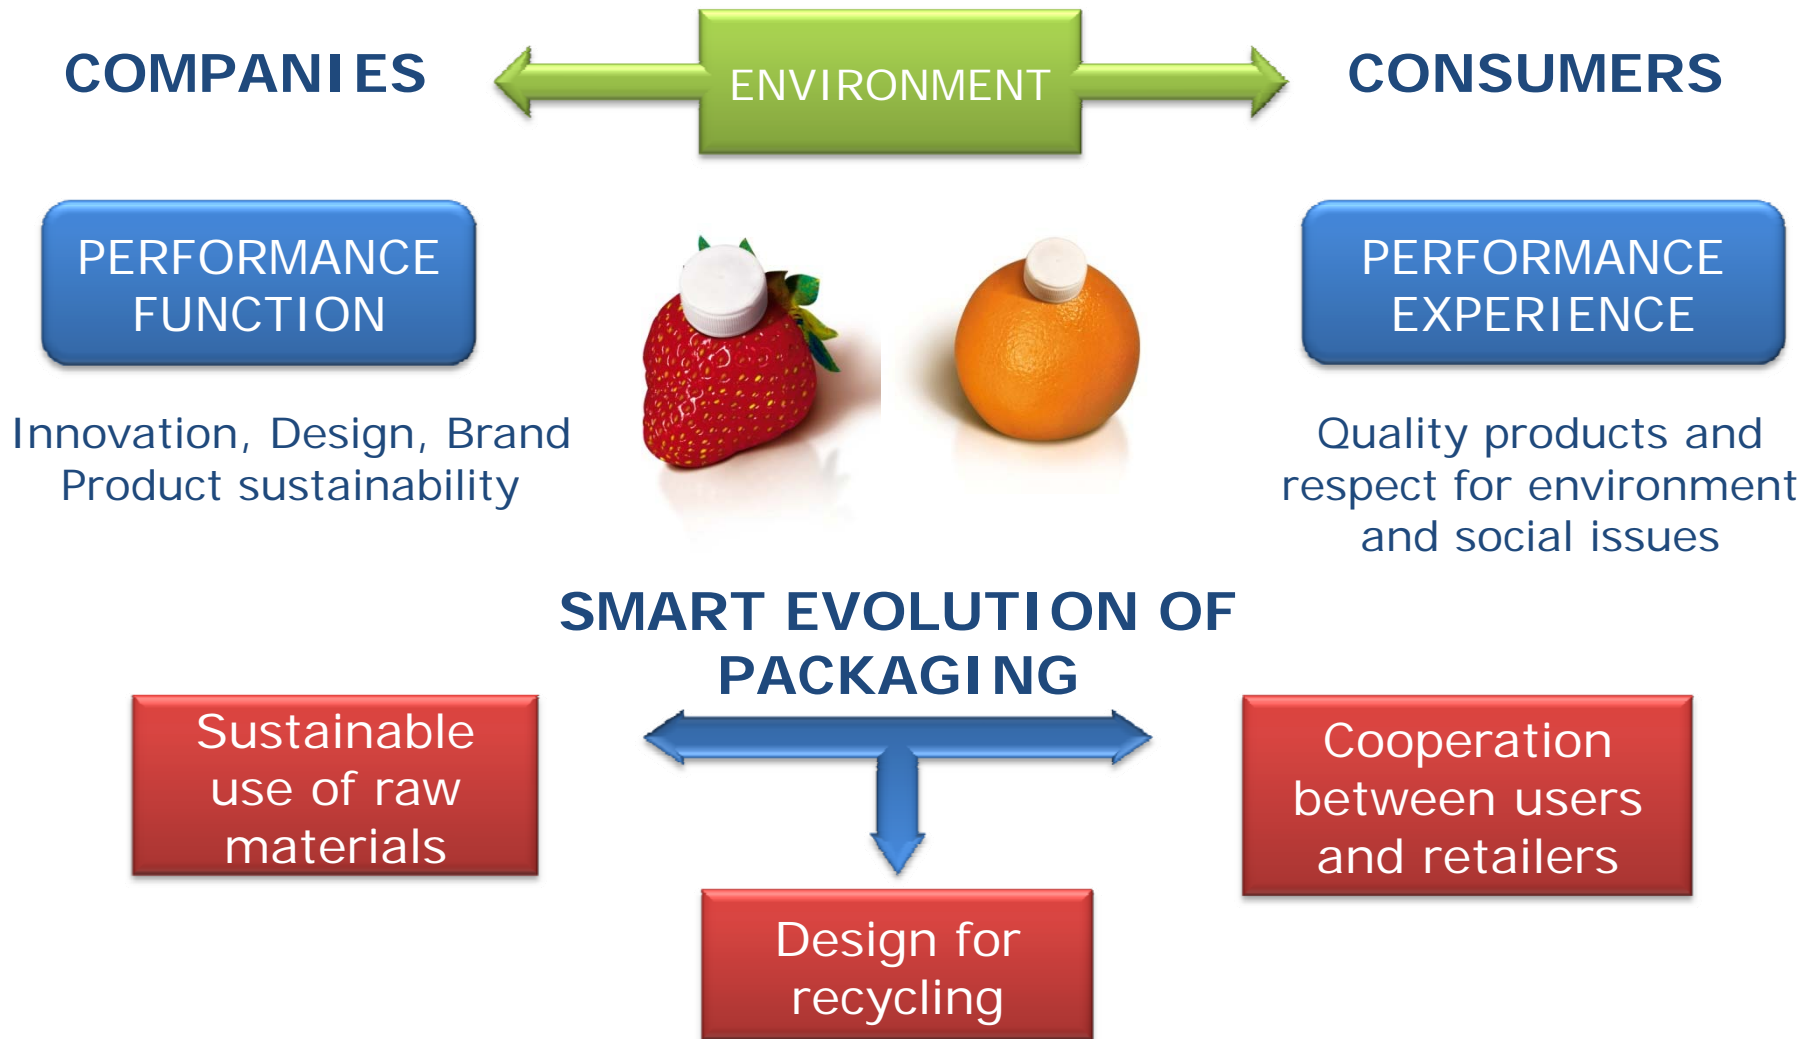 COMPANIES
ENVIRONMENT
CONSUMERS
PERFORMANCE
FUNCTION
PERFORMANCE
EXPERIENCE
Innovation, Design, Brand
Product sustainability
Quality products and
respect for environment
and social issues
SMART EVOLUTION OF
PACKAGING
Sustainable
use of raw
materials
Cooperation
between users
and retailers
Design for
recycling